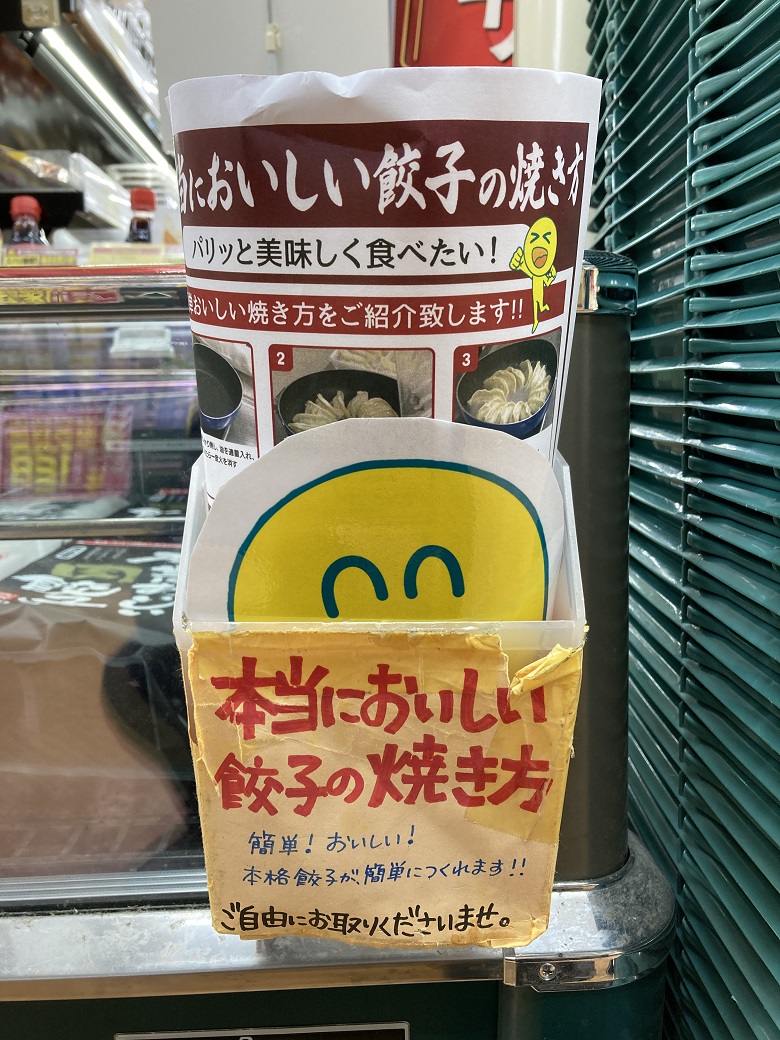 当においしい餃子の焼き方
パリッと美味しく食べたい!
おいしい焼き方をご紹介致します!!
2
3
本当においしい
餃子の焼き方
簡単! おいしい!
本格餃子が、簡単につくれます!!
ご自由にお取りくださいませ。